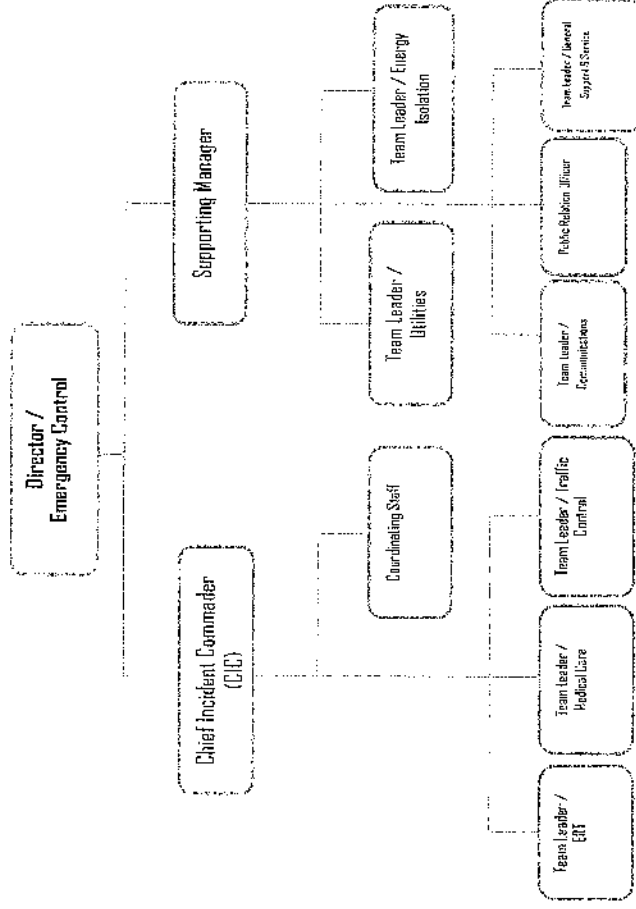 Director /
Emergency Control
Chief Incident Commader
(CIC)
Supporting Manager
Coordinating Staff
Team Leader /
Utilities
Team Leader / Energy
Isolation
Team Leader /
ERT
Team Leader /
Medical Care
Team Leader / Traffic
Control
Team Leader /
Communications
Public Relation Officer
Team Leader / General
Support & Service